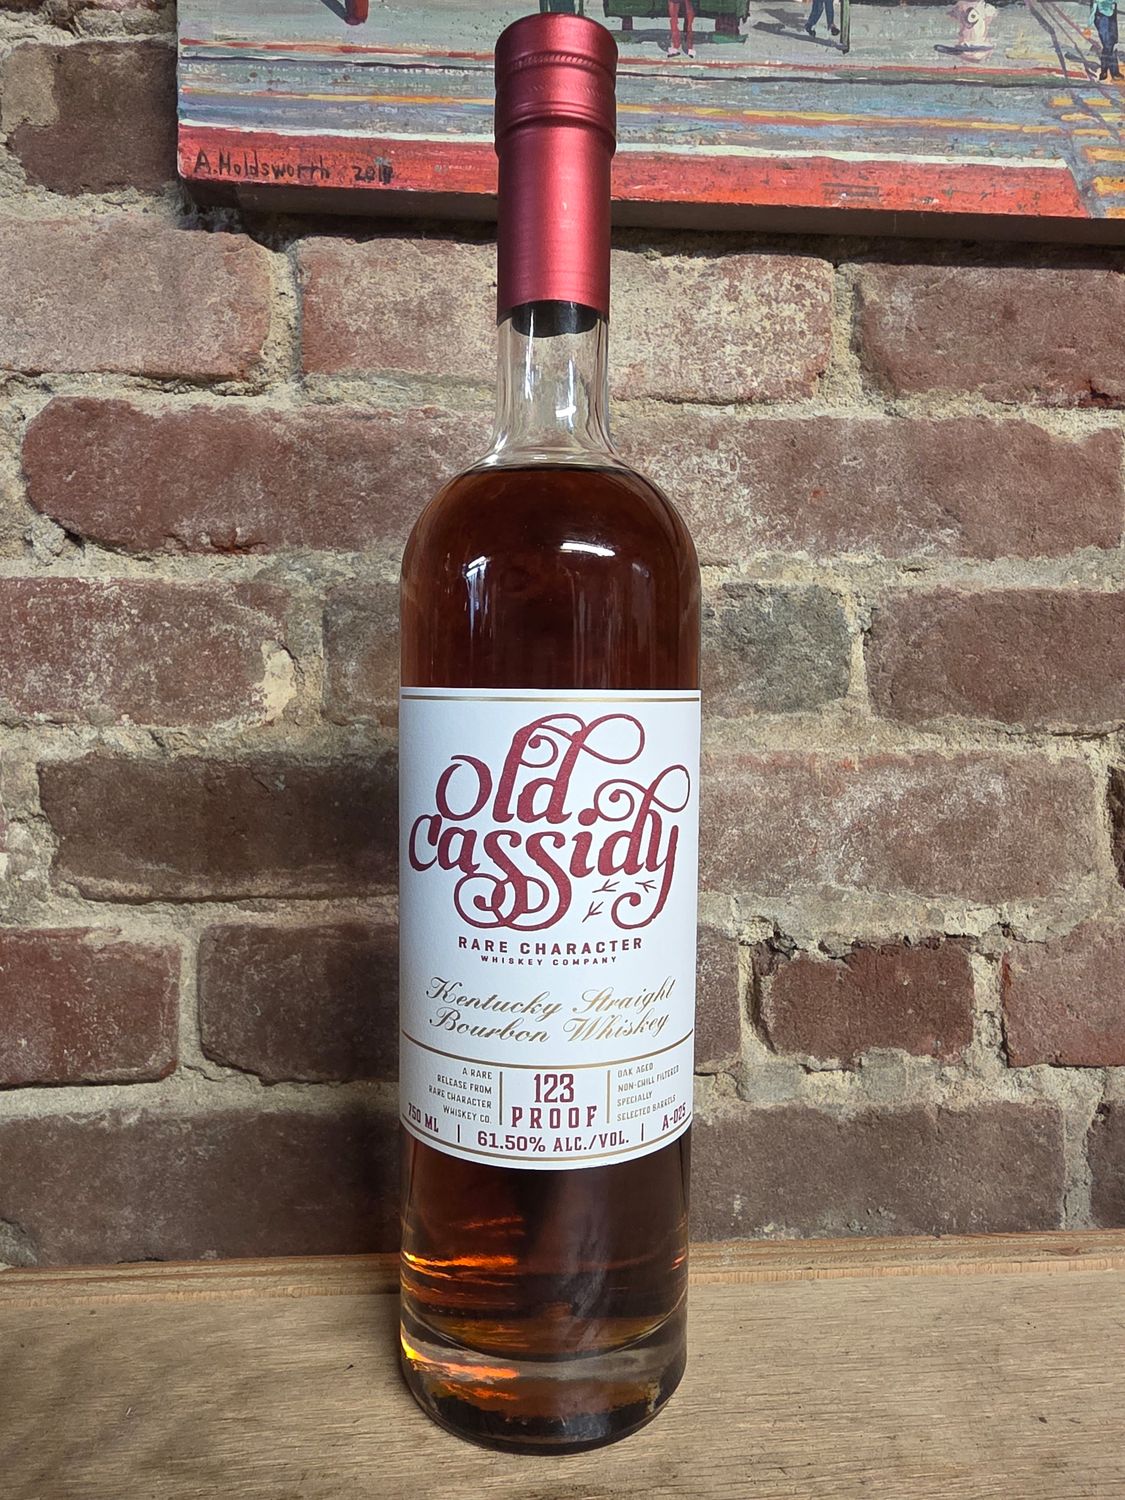 A. Holdsworth
Old
Cassidy
RARE CHARACTER
WHISKEY COMPANY
Kentucky Straight
Bourbon Whiskey
A RARE
RELEASE FROM
RARE CHARACTER
WHISKEY CO.
123
PROOF
OAK AGED
NON-CHILL FILTERED
SPECIALLY
SELECTED BARRELS
750 ML | 61.50% ALC./VOL. | A-025